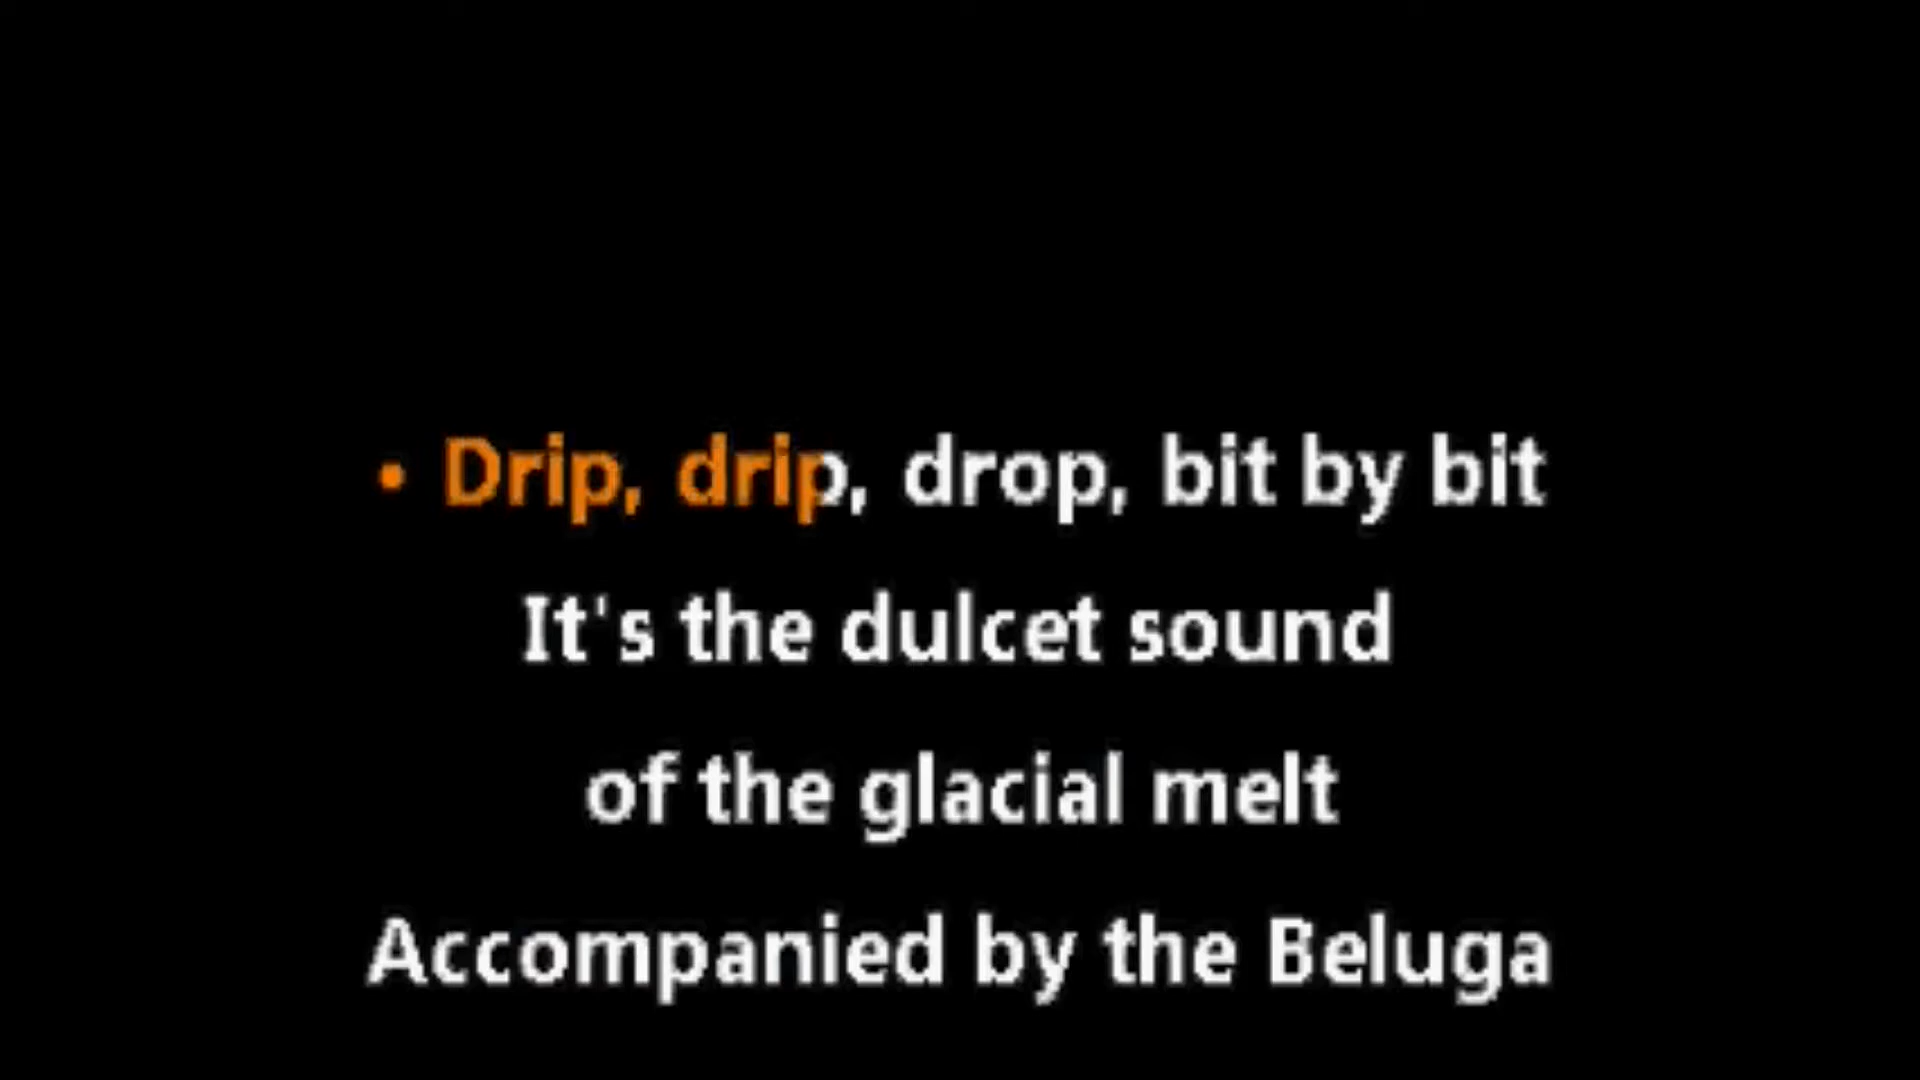 • Drip, drip, drop, bit by bit
It's the dulcet sound
of the glacial melt
Accompanied by the Beluga